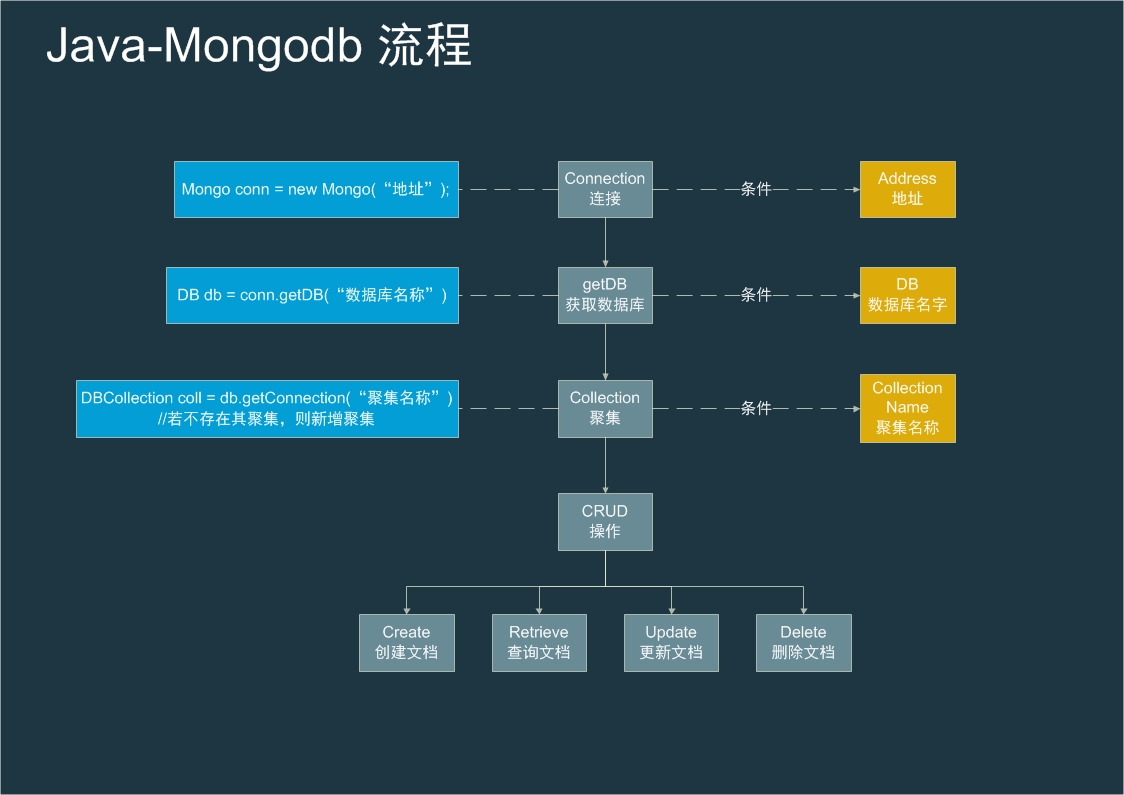 Java-Mongodb 流程
Mongo conn = new Mongo(“地址”);
Connection
连接
条件
Address
地址
DB db = conn.getDB(“数据库名称”)
getDB
获取数据库
条件
DB
数据库名字
DBCollection coll = db.getConnection(“聚集名称”)
//若不存在其聚集，则新增聚集
Collection
聚集
条件
Collection
Name
聚集名称
CRUD
操作
Create
创建文档
Retrieve
查询文档
Update
更新文档
Delete
删除文档